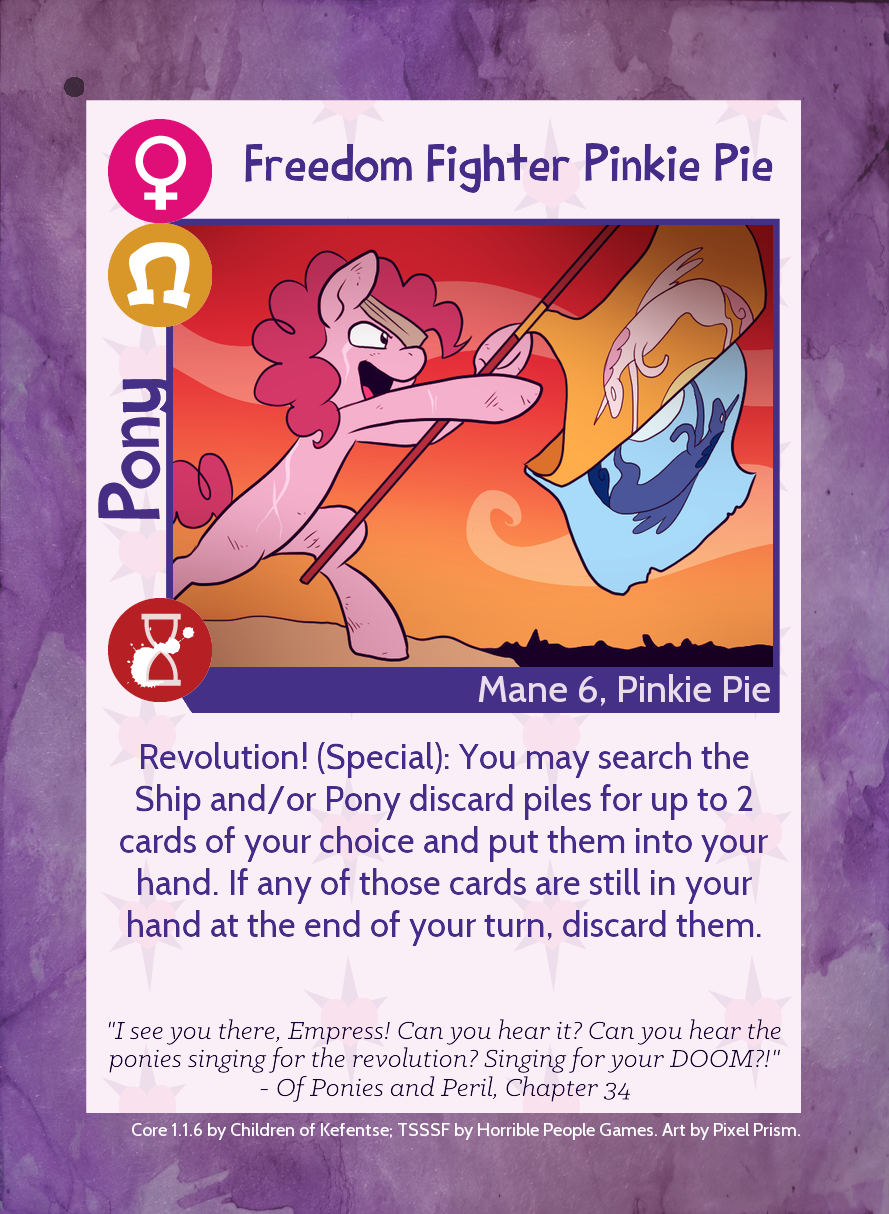 Freedom Fighter Pinkie Pie
Pony
Mane 6, Pinkie Pie
Revolution! (Special): You may search the
Ship and/or Pony discard piles for up to 2
cards of your choice and put them into your
hand. If any of those cards are still in your
hand at the end of your turn, discard them.
"I see you there, Empress! Can you hear it? Can you hear the
ponies singing for the revolution? Singing for your DOOM?!"
- Of Ponies and Peril, Chapter 34
Core 1.1.6 by Children of Kefentse; TSSSF by Horrible People Games. Art by Pixel Prism.